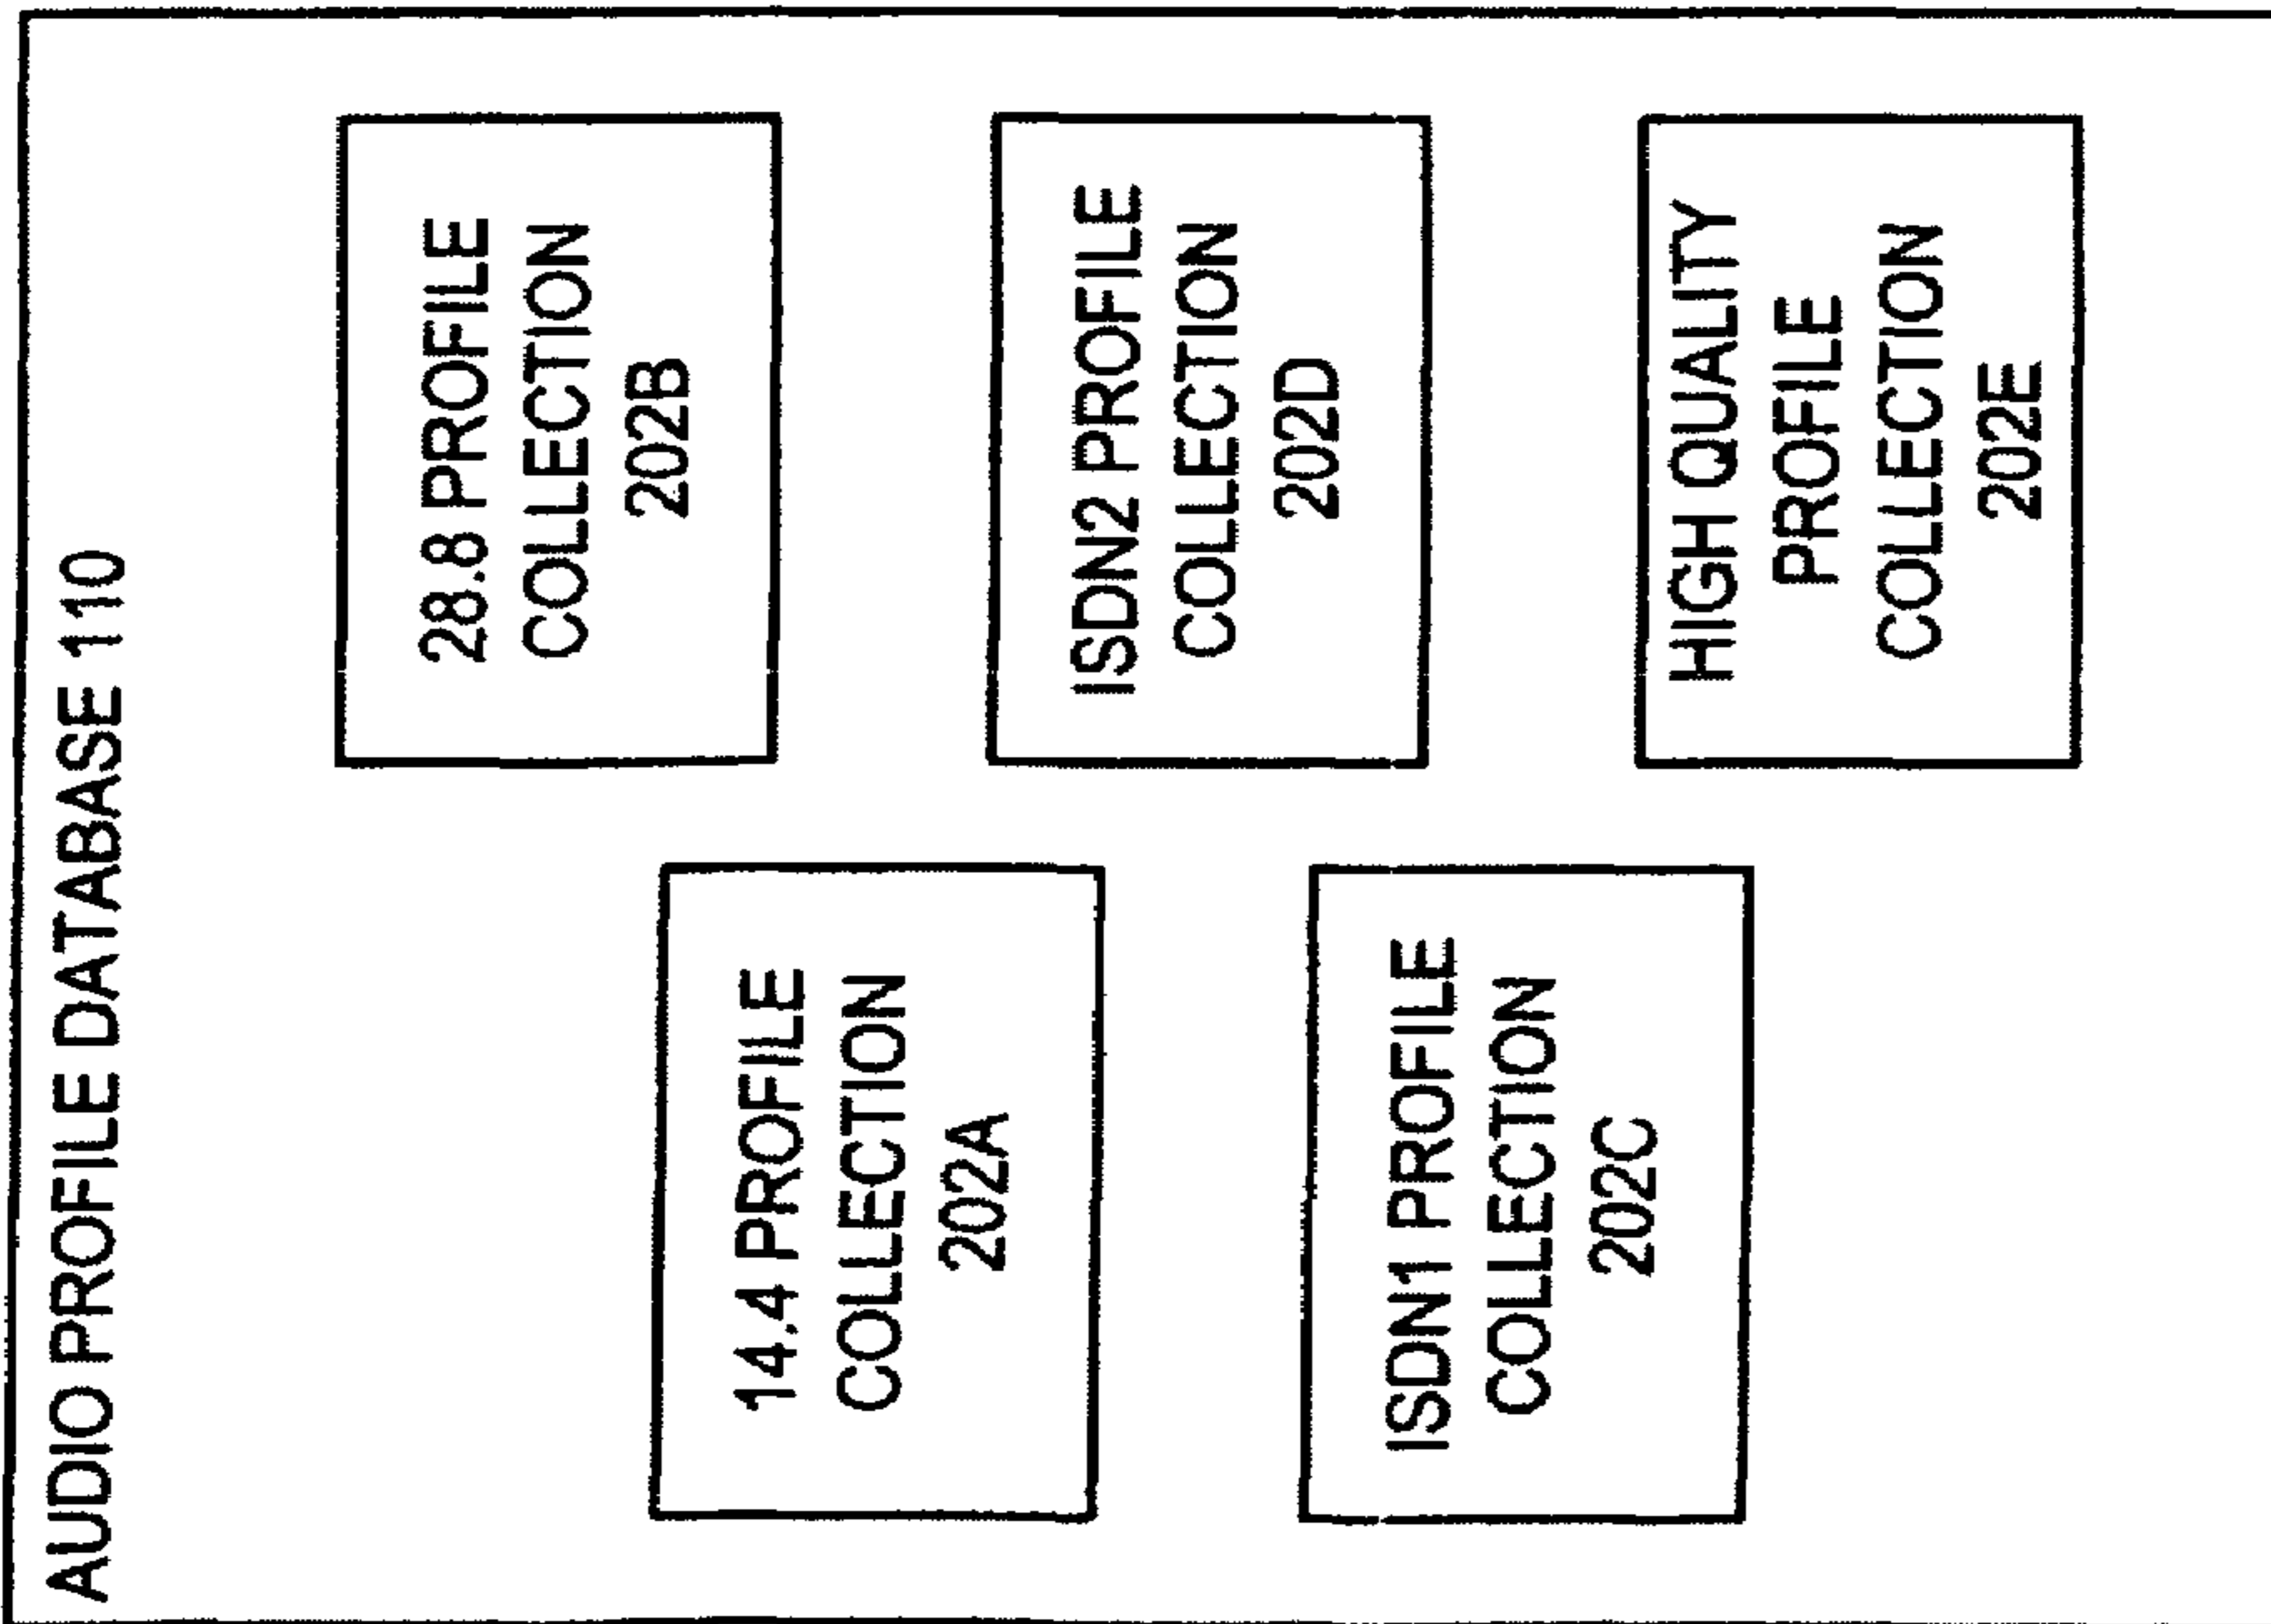 AUDIO PROFILE DATABASE 110
14.4 PROFILE
COLLECTION
202A
28.8 PROFILE
COLLECTION
202B
ISDN1 PROFILE
COLLECTION
202C
ISDN2 PROFILE
COLLECTION
202D
HIGH QUALITY
PROFILE
COLLECTION
202E